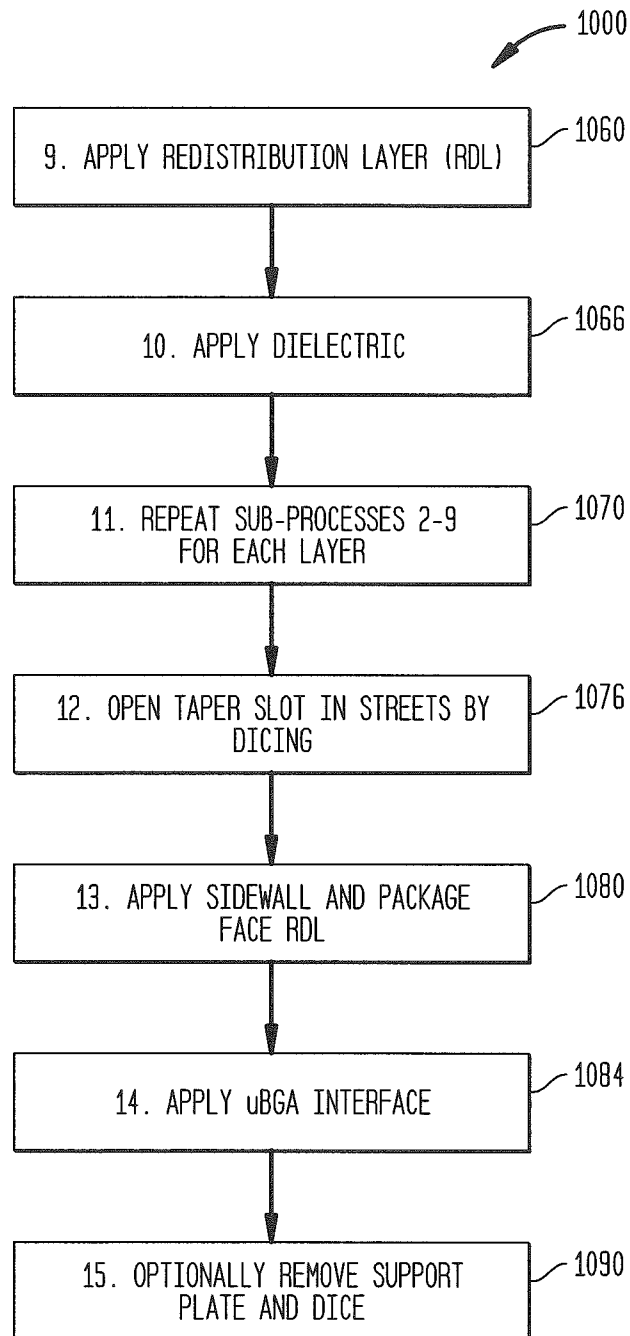 1000
9. APPLY REDISTRIBUTION LAYER (RDL)
1060
10. APPLY DIELECTRIC
1066
11. REPEAT SUB-PROCESSES 2-9
FOR EACH LAYER
1070
12. OPEN TAPER SLOT IN STREETS BY
DICING
1076
13. APPLY SIDEWALL AND PACKAGE
FACE RDL
1080
14. APPLY uBGA INTERFACE
1084
15. OPTIONALLY REMOVE SUPPORT
PLATE AND DICE
1090